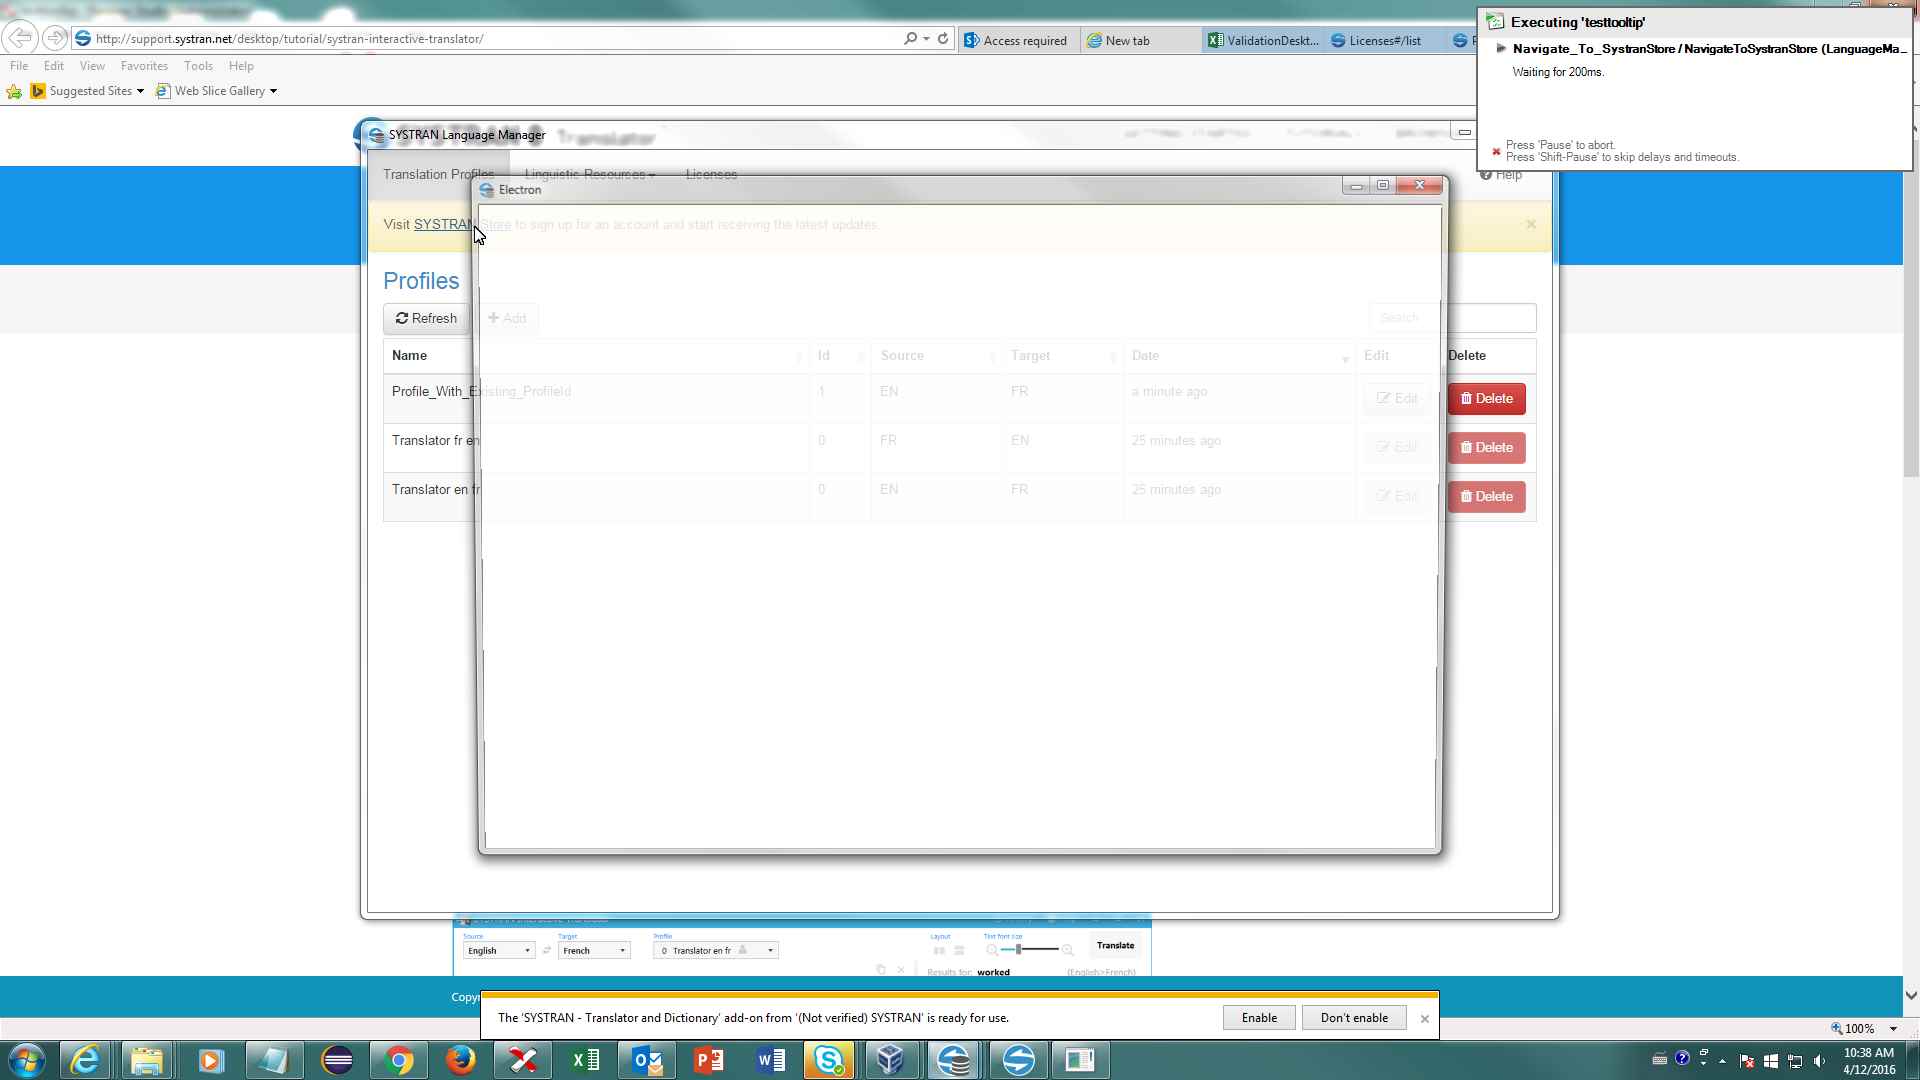 http://support.systran.net/desktop/tutorial/systran-interactive-translator/
Access required
New tab
ValidationDeskt...
Licenses#/list
File Edit View Favorites Tools Help
Suggested Sites
Web Slice Gallery
Executing 'testtooltip'
Navigate_To_SystranStore / NavigateToSystranStore (LanguageMa...
Waiting for 200ms.
Press 'Pause' to abort.
Press 'Shift-Pause' to skip delays and timeouts.
SYSTRAN Language Manager
Translator
Translation Profiles Linguistic Resources Licenses Help
Electron
Visit SYSTRAN Store to sign up for an account and start receiving the latest updates.
Profiles
Refresh Add Search
Name Id Source Target Date Edit Delete
Profile_With_Existing_ProfileId 1 EN FR a minute ago Edit Delete
Translator fr en 0 FR EN 25 minutes ago Edit Delete
Translator en fr 0 EN FR 25 minutes ago Edit Delete
Source Target Profile Layout Text font size
English French 0 Translator en fr Translate
Results for: worked (English>French)
Copyr
The 'SYSTRAN - Translator and Dictionary' add-on from '(Not verified) SYSTRAN' is ready for use.
Enable Don't enable
100%
10:38 AM
4/12/2016